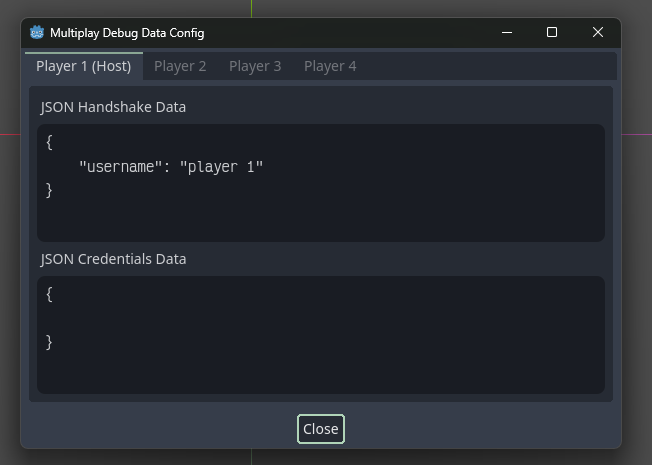 Multiplay Debug Data Config
Player 1 (Host) Player 2 Player 3 Player 4
JSON Handshake Data
{
    "username": "player 1"
}
JSON Credentials Data
{
}
Close